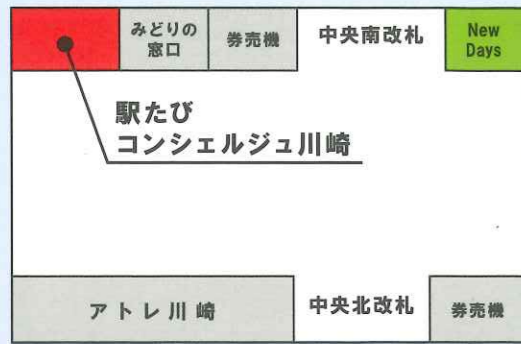 みどりの
窓口
券売機
中央南改札
New
Days
駅たび
コンシェルジュ川崎
アトレ川崎
中央北改札
券売機